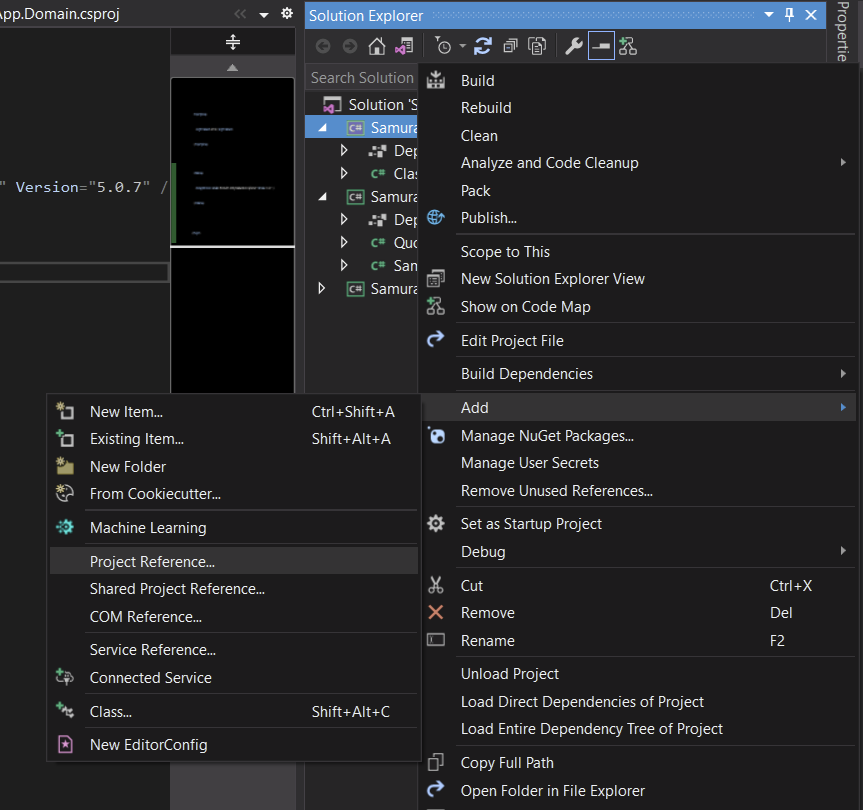 App.Domain.csproj
Solution Explorer
Propertie
Search Solution
Solution 'S
Samura
Dep
Clas
Samura
Dep
Quo
Sam
Samura
" Version="5.0.7" /
Build
Rebuild
Clean
Analyze and Code Cleanup
Pack
Publish...
Scope to This
New Solution Explorer View
Show on Code Map
Edit Project File
Build Dependencies
Add
Manage NuGet Packages...
Manage User Secrets
Remove Unused References...
Set as Startup Project
Debug
Cut Ctrl+X
Remove Del
Rename F2
Unload Project
Load Direct Dependencies of Project
Load Entire Dependency Tree of Project
Copy Full Path
Open Folder in File Explorer
New Item... Ctrl+Shift+A
Existing Item... Shift+Alt+A
New Folder
From Cookiecutter...
Machine Learning
Project Reference...
Shared Project Reference...
COM Reference...
Service Reference...
Connected Service
Class... Shift+Alt+C
New EditorConfig